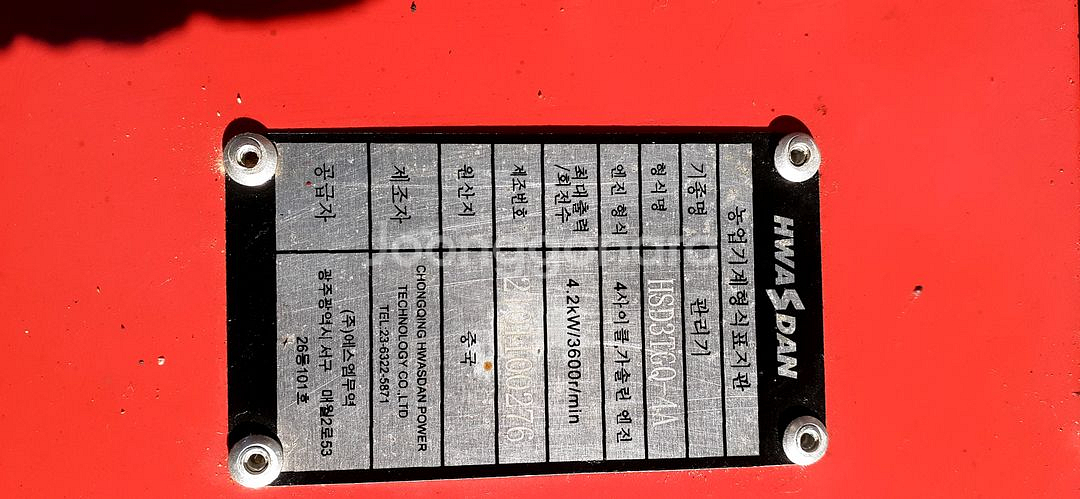 HWASDAN
농업기계형식표지판
기종명 관리기
형식명 HSD3TGQ-4A
엔진 형식 4사이클,가솔린 엔진
최대출력
/회전수 4.2kW/3600r/min
제조번호
원산지 중국
제조자 CHONGQING HWASDAN POWER
TECHNOLOGY CO.,LTD
TEL:23-6322-5871
공급자 (주)에스엠무역
광주광역시 서구 매월2로53
26동101호
Joonggonara